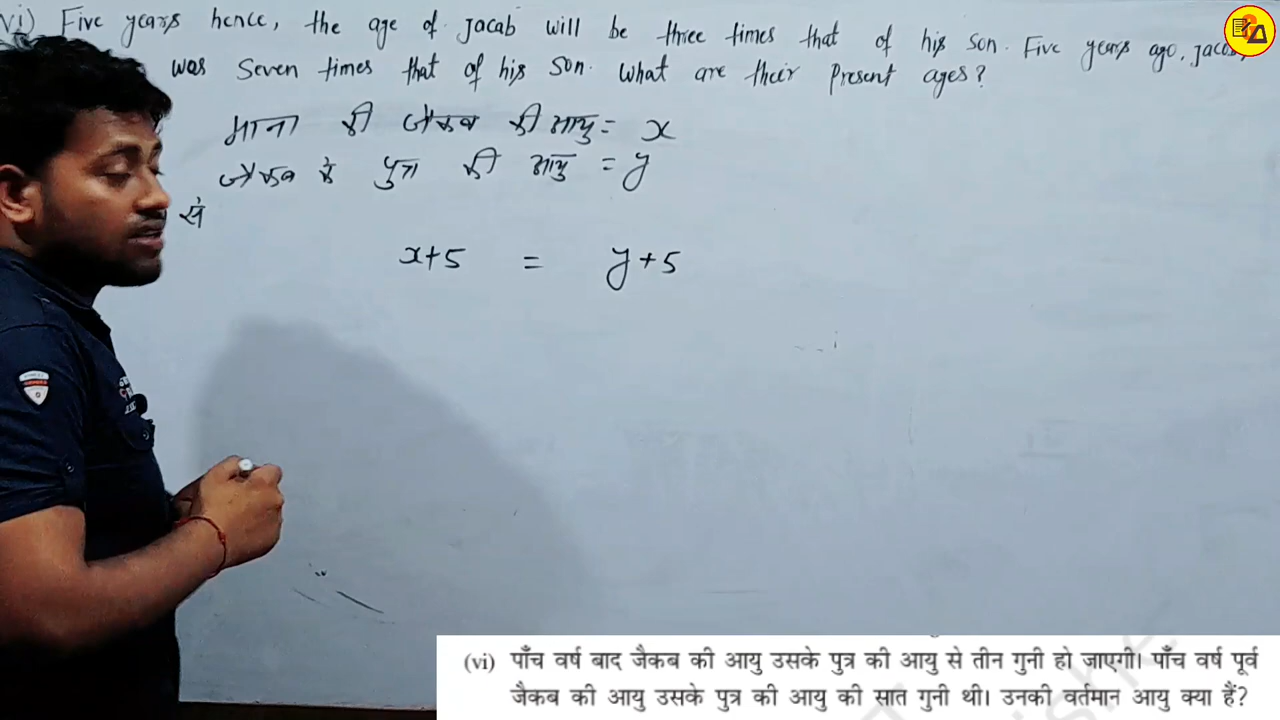 vi) Five years hence, the age of Jacab will be three times that of his son. Five years ago, Jacab,
was Seven times that of his son. What are their Present ages?
माना की जैकब की आयु = x
जैकब के पुत्र की आयु = y
से
x+5 = y+5
(vi) पाँच वर्ष बाद जैकब की आयु उसके पुत्र की आयु से तीन गुनी हो जाएगी। पाँच वर्ष पूर्व
जैकब की आयु उसके पुत्र की आयु की सात गुनी थी। उनकी वर्तमान आयु क्या हैं?